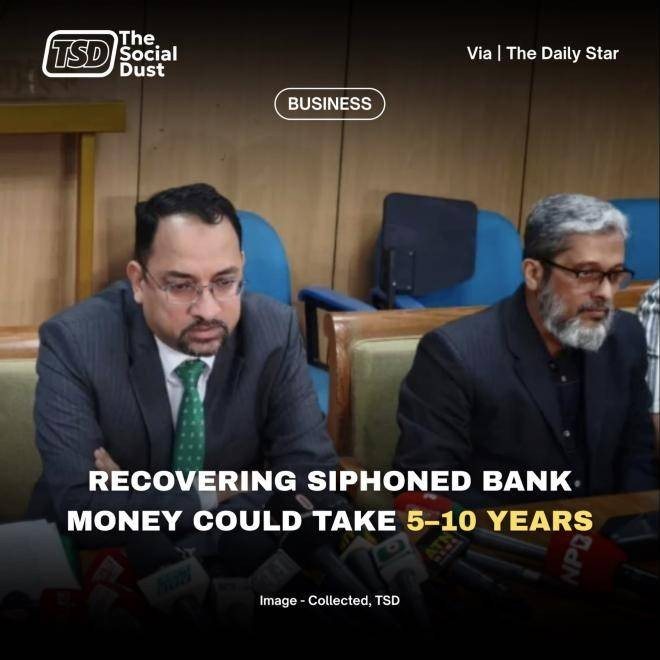 TSD The
Social
Dust
Via | The Daily Star
BUSINESS
RECOVERING SIPHONED BANK
MONEY COULD TAKE 5–10 YEARS
Image - Collected, TSD
NPB